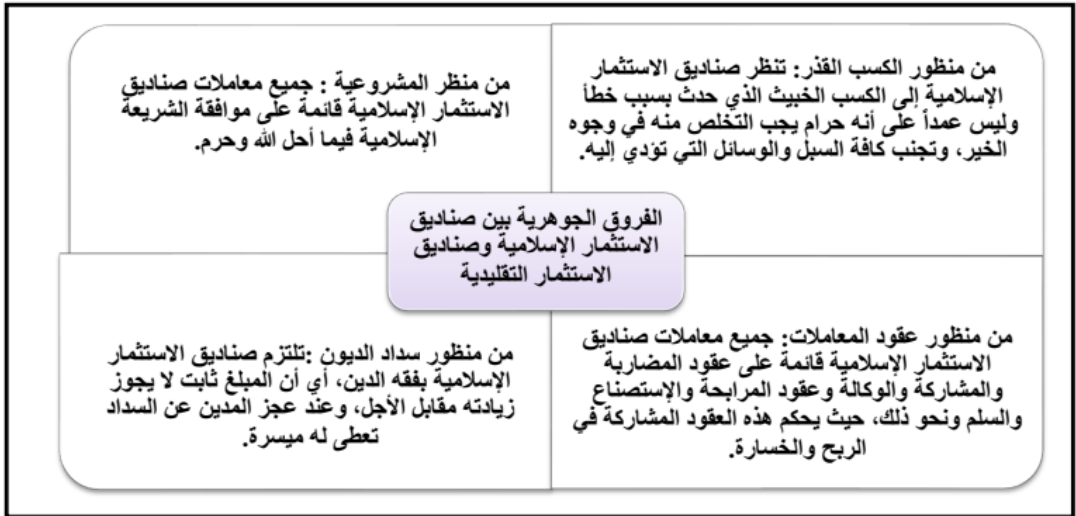 من منظور الكسب القذر: تنظر صناديق الاستثمار
الإسلامية إلى الكسب الخبيث الذي حدث بسبب خطأ
وليس عمداً على أنه حرام يجب التخلص منه في وجوه
الخير، وتجنب كافة السبل والوسائل التي تؤدي إليه.
من منظر المشروعية : جميع معاملات صناديق
الاستثمار الإسلامية قائمة على موافقة الشريعة
الإسلامية فيما أحل الله وحرم.
الفروق الجوهرية بين صناديق
الاستثمار الإسلامية وصناديق
الاستثمار التقليدية
من منظور عقود المعاملات: جميع معاملات صناديق
الاستثمار الإسلامية قائمة على عقود المضاربة
والمشاركة والوكالة وعقود المرابحة والإستصناع
والسلم ونحو ذلك، حيث يحكم هذه العقود المشاركة في
الربح والخسارة.
من منظور سداد الديون :تلتزم صناديق الاستثمار
الإسلامية بفقه الدين، أي أن المبلغ ثابت لا يجوز
زيادته مقابل الأجل، وعند عجز المدين عن السداد
تعطى له ميسرة.